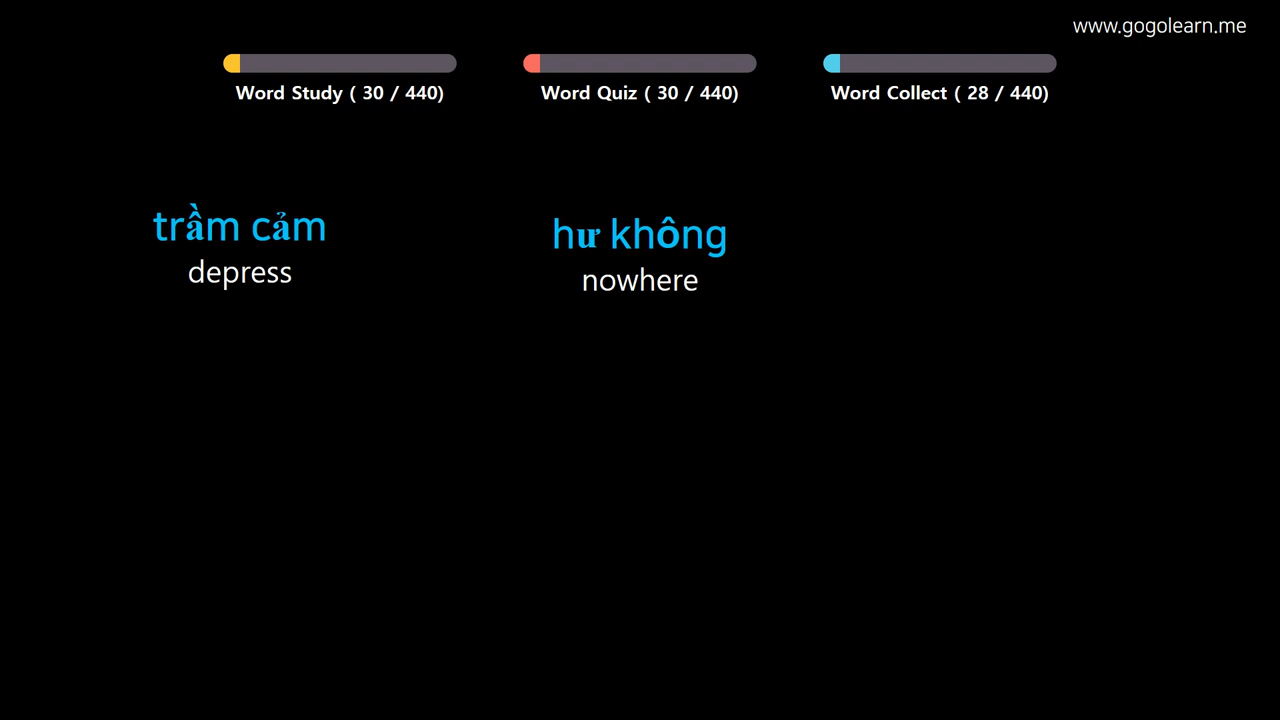 www.gogolearn.me
Word Study ( 30 / 440)
Word Quiz ( 30 / 440)
Word Collect ( 28 / 440)
trầm cảm
depress
hư không
nowhere